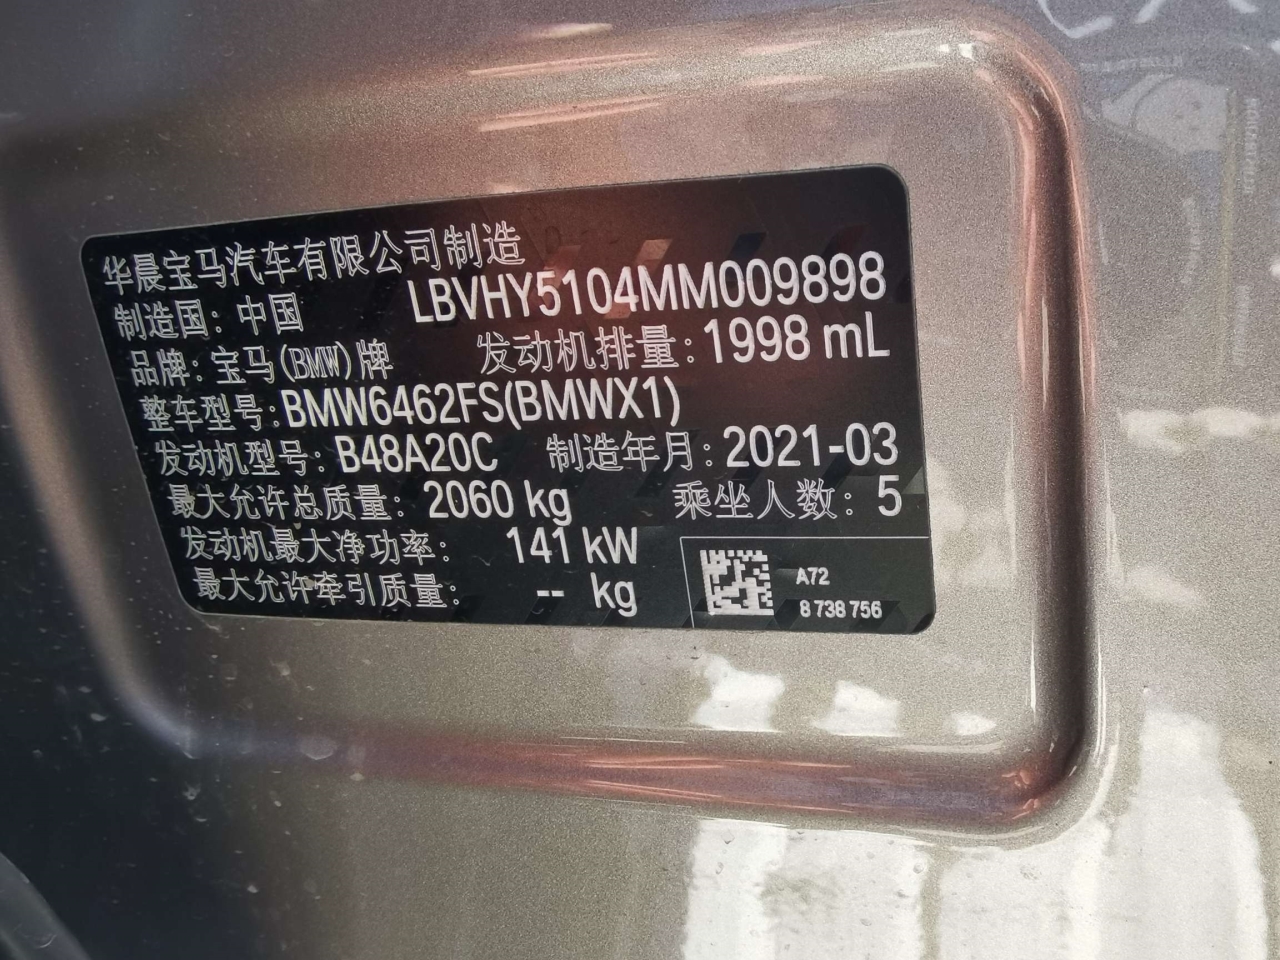 华晨宝马汽车有限公司制造
制造国: 中国 LBVHY5104MM009898
品牌: 宝马(BMW)牌 发动机排量: 1998 mL
整车型号: BMW6462FS(BMWX1)
发动机型号: B48A20C 制造年月: 2021-03
最大允许总质量: 2060 kg 乘坐人数: 5
发动机最大净功率: 141 kW
最大允许牵引质量: -- kg
A72
8 738 756